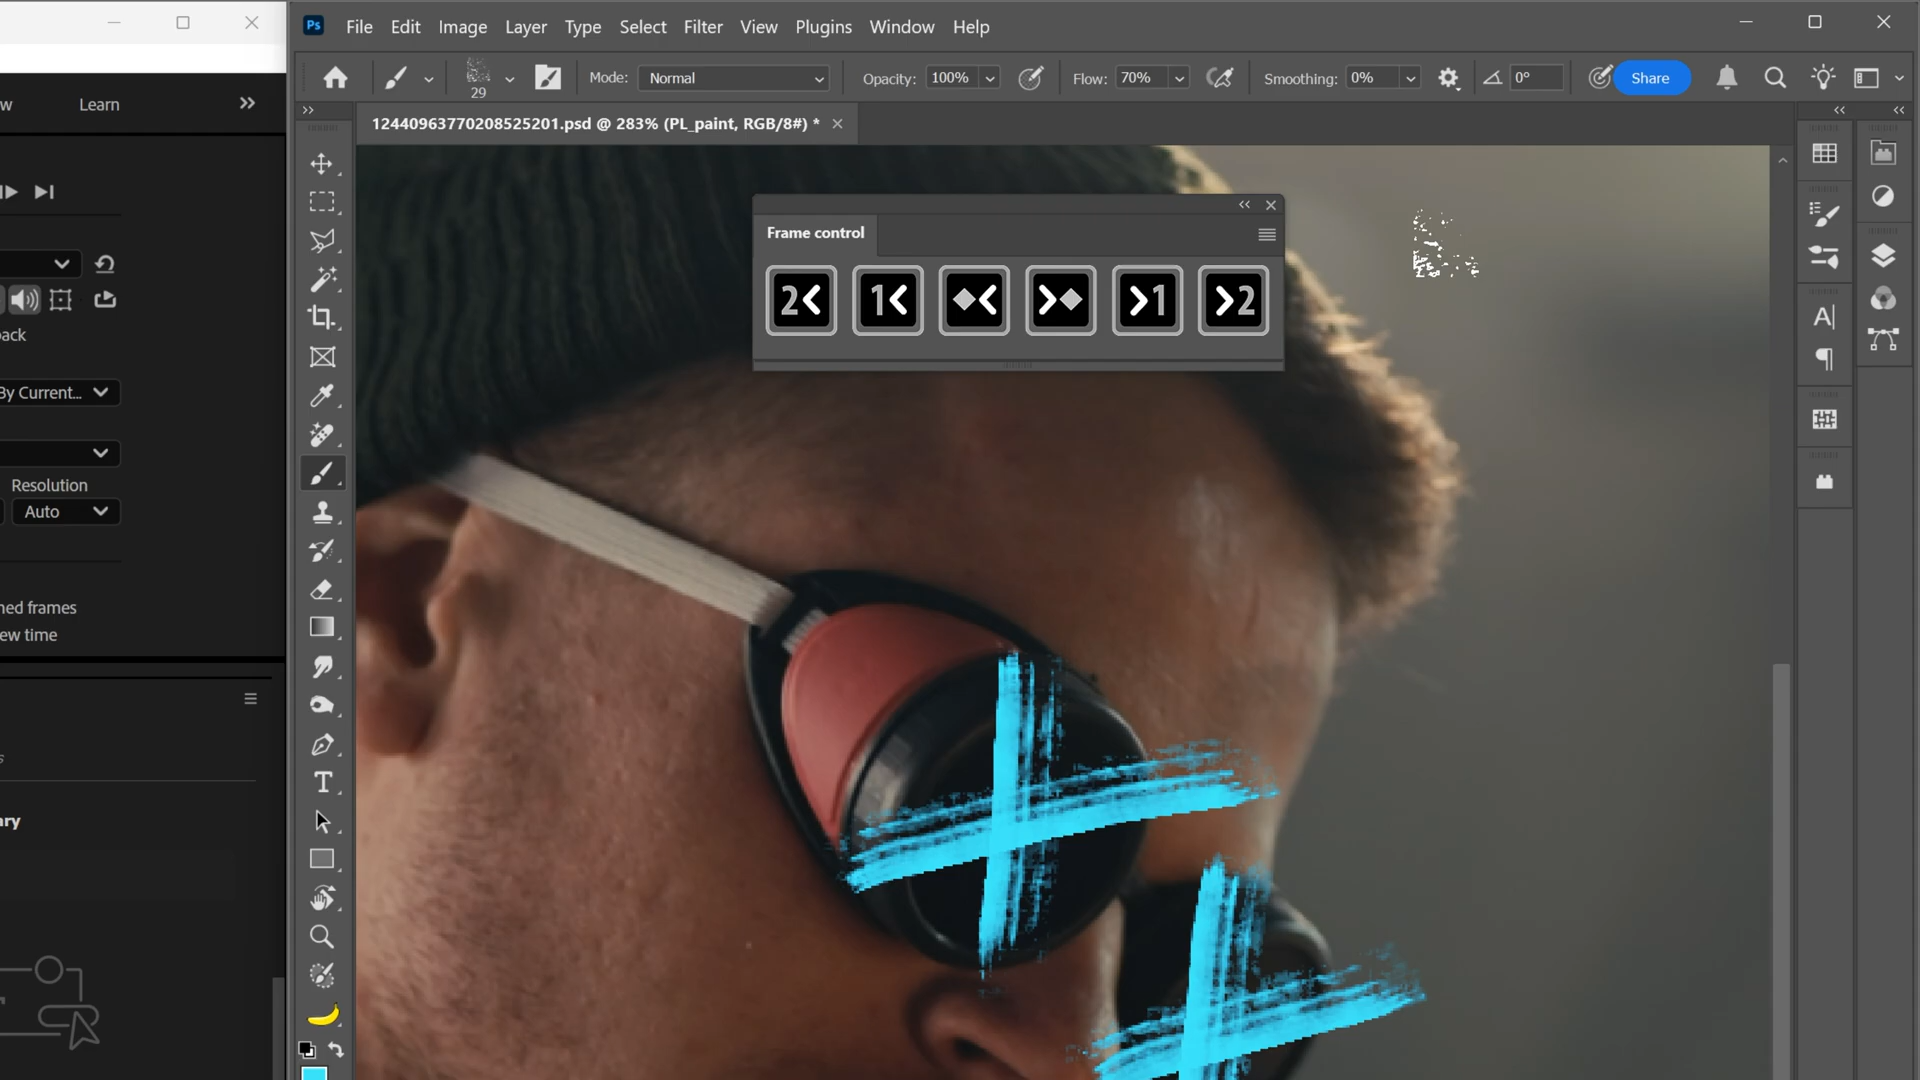 Ps File Edit Image Layer Type Select Filter View Plugins Window Help
29 Mode: Normal Opacity: 100% Flow: 70% Smoothing: 0% 0° Share
w Learn
12440963770208525201.psd @ 283% (PL_paint, RGB/8#) *
Frame control
2< 1< ◆< >◆ >1 >2
back
By Current...
Resolution
Auto
ned frames
ew time
s
ary
A
T